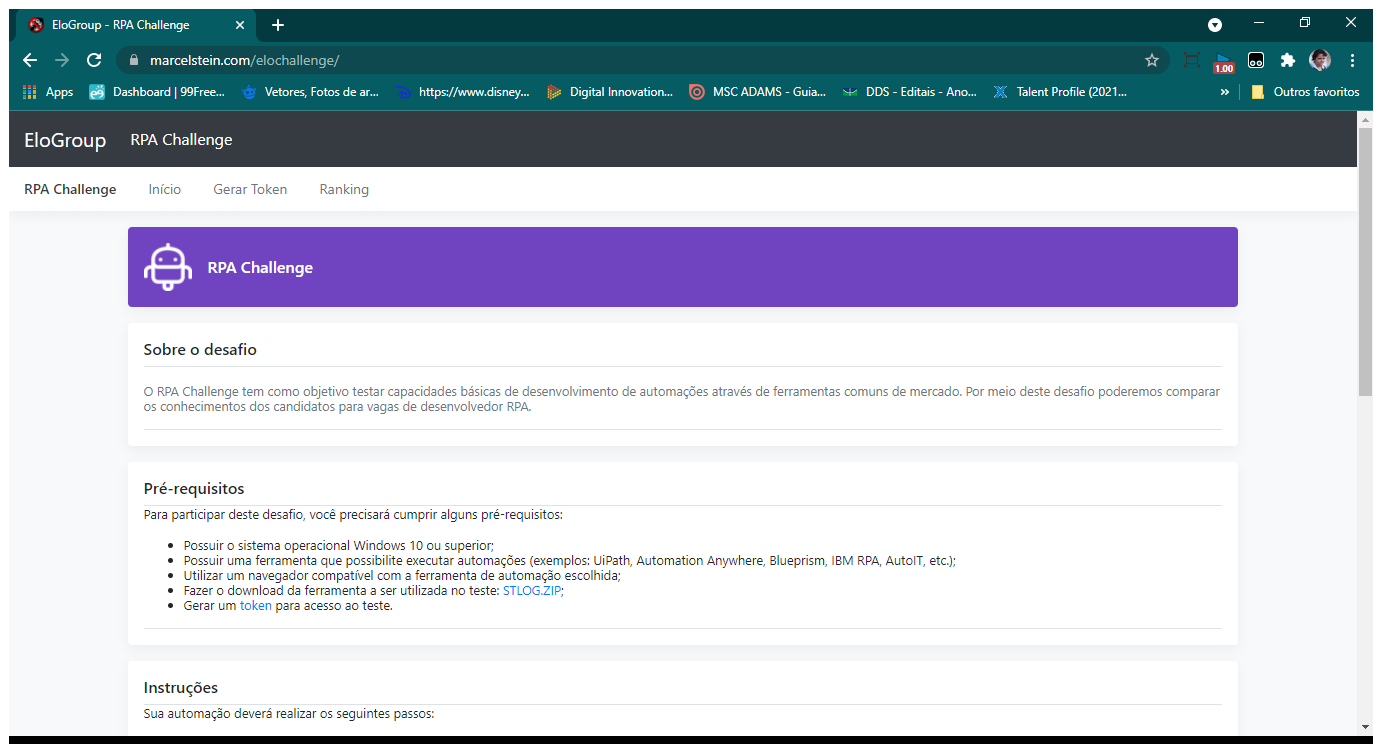 EloGroup - RPA Challenge
marcelstein.com/elochallenge/
1.00
Apps Dashboard | 99Free... Vetores, Fotos de ar... https://www.disney... Digital Innovation... MSC ADAMS - Guia... DDS - Editais - Ano... Talent Profile (2021... » Outros favoritos
EloGroup RPA Challenge
RPA Challenge Início Gerar Token Ranking
RPA Challenge
Sobre o desafio
O RPA Challenge tem como objetivo testar capacidades básicas de desenvolvimento de automações através de ferramentas comuns de mercado. Por meio deste desafio poderemos comparar
os conhecimentos dos candidatos para vagas de desenvolvedor RPA.
Pré-requisitos
Para participar deste desafio, você precisará cumprir alguns pré-requisitos:
• Possuir o sistema operacional Windows 10 ou superior;
• Possuir uma ferramenta que possibilite executar automações (exemplos: UiPath, Automation Anywhere, Blueprism, IBM RPA, AutoIT, etc.);
• Utilizar um navegador compatível com a ferramenta de automação escolhida;
• Fazer o download da ferramenta a ser utilizada no teste: STLOG.ZIP;
• Gerar um token para acesso ao teste.
Instruções
Sua automação deverá realizar os seguintes passos: